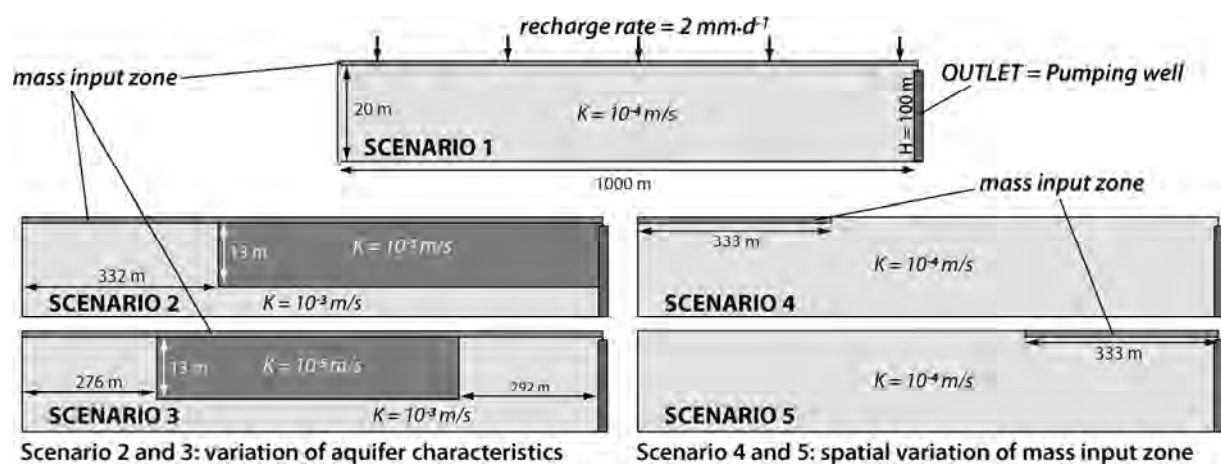 recharge rate = 2 mm·d⁻¹
mass input zone
OUTLET = Pumping well
20 m
K = 10⁻⁴ m/s
H = 100 m
SCENARIO 1
1000 m
mass input zone
13 m
K = 10⁻⁵ m/s
332 m
SCENARIO 2
K = 10⁻³ m/s
333 m
K = 10⁻⁴ m/s
SCENARIO 4
13 m
K = 10⁻⁵ m/s
276 m
292 m
SCENARIO 3
K = 10⁻³ m/s
333 m
K = 10⁻⁴ m/s
SCENARIO 5
Scenario 2 and 3: variation of aquifer characteristics
Scenario 4 and 5: spatial variation of mass input zone